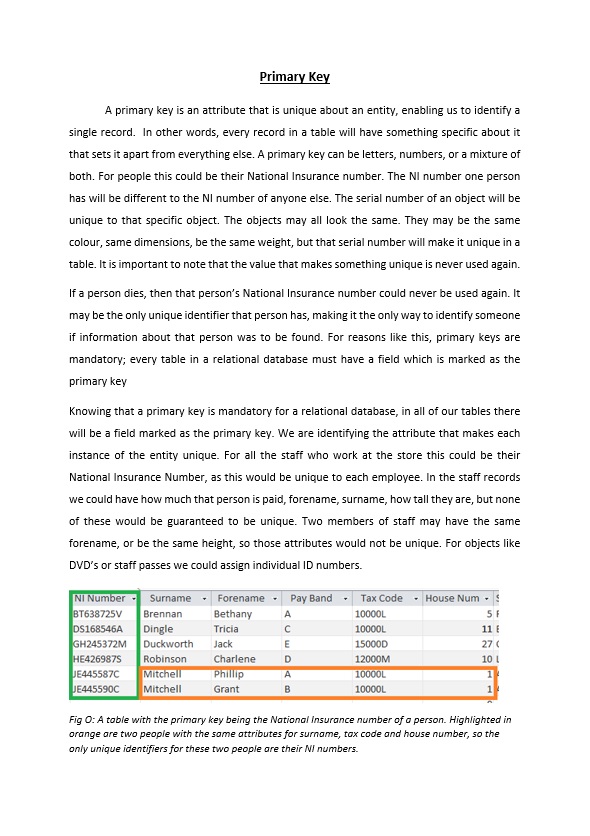 Primary Key
A primary key is an attribute that is unique about an entity, enabling us to identify a
single record.  In other words, every record in a table will have something specific about it
that sets it apart from everything else. A primary key can be letters, numbers, or a mixture of
both. For people this could be their National Insurance number. The NI number one person
has will be different to the NI number of anyone else. The serial number of an object will be
unique to that specific object. The objects may all look the same. They may be the same
colour, same dimensions, be the same weight, but that serial number will make it unique in a
table. It is important to note that the value that makes something unique is never used again.
If a person dies, then that person's National Insurance number could never be used again. It
may be the only unique identifier that person has, making it the only way to identify someone
if information about that person was to be found. For reasons like this, primary keys are
mandatory; every table in a relational database must have a field which is marked as the
primary key
Knowing that a primary key is mandatory for a relational database, in all of our tables there
will be a field marked as the primary key. We are identifying the attribute that makes each
instance of the entity unique. For all the staff who work at the store this could be their
National Insurance Number, as this would be unique to each employee. In the staff records
we could have how much that person is paid, forename, surname, how tall they are, but none
of these would be guaranteed to be unique. Two members of staff may have the same
forename, or be the same height, so those attributes would not be unique. For objects like
DVD's or staff passes we could assign individual ID numbers.
NI Number Surname Forename Pay Band Tax Code House Num
BT638725V Brennan Bethany A 10000L 5
DS168546A Dingle Tricia C 10000L 11
GH245372M Duckworth Jack E 15000D 27
HE426987S Robinson Charlene D 12000M 10
JE445587C Mitchell Phillip A 10000L 1
JE445590C Mitchell Grant B 10000L 1
Fig O: A table with the primary key being the National Insurance number of a person. Highlighted in
orange are two people with the same attributes for surname, tax code and house number, so the
only unique identifiers for these two people are their NI numbers.